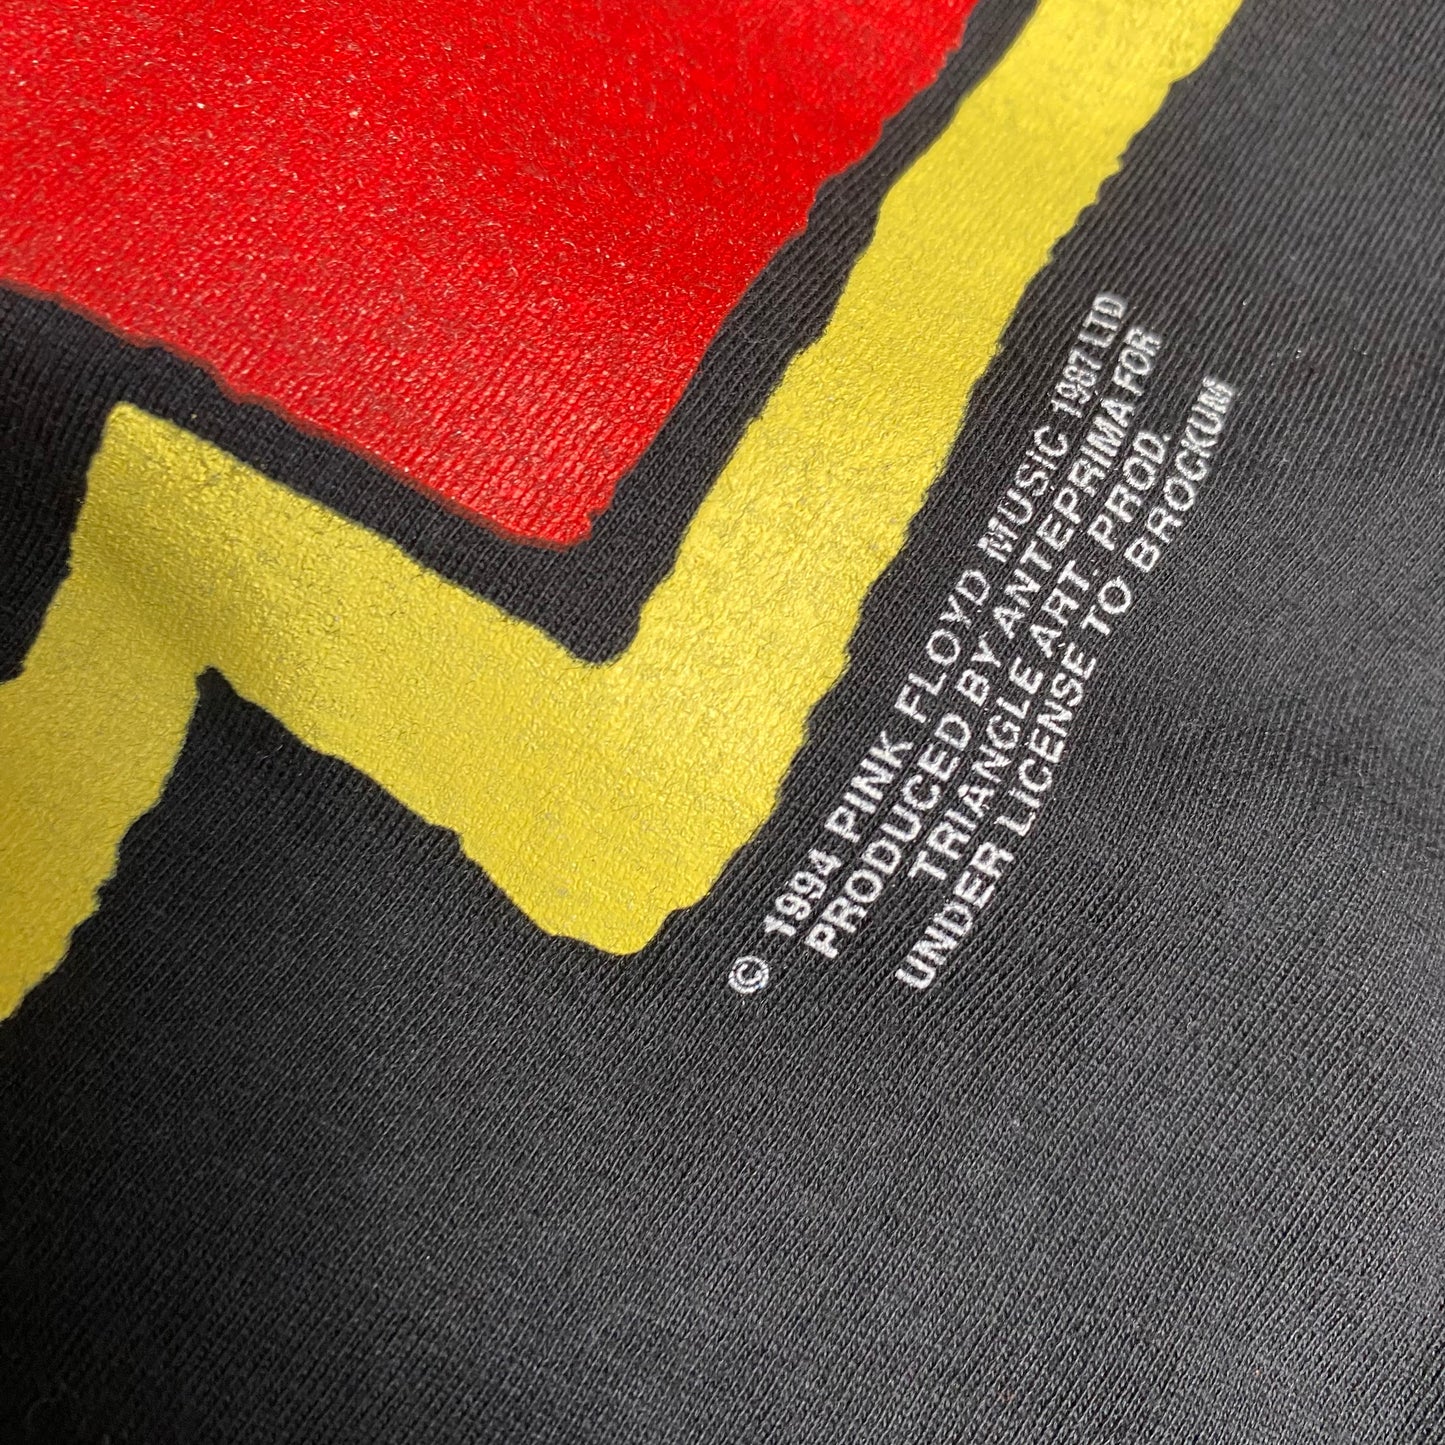 © 1994 PINK FLOYD MUSIC 1987 LTD
PRODUCED BY ANTEPRIMA FOR
TRIANGLE ART. PROD.
UNDER LICENSE TO BROCKUM